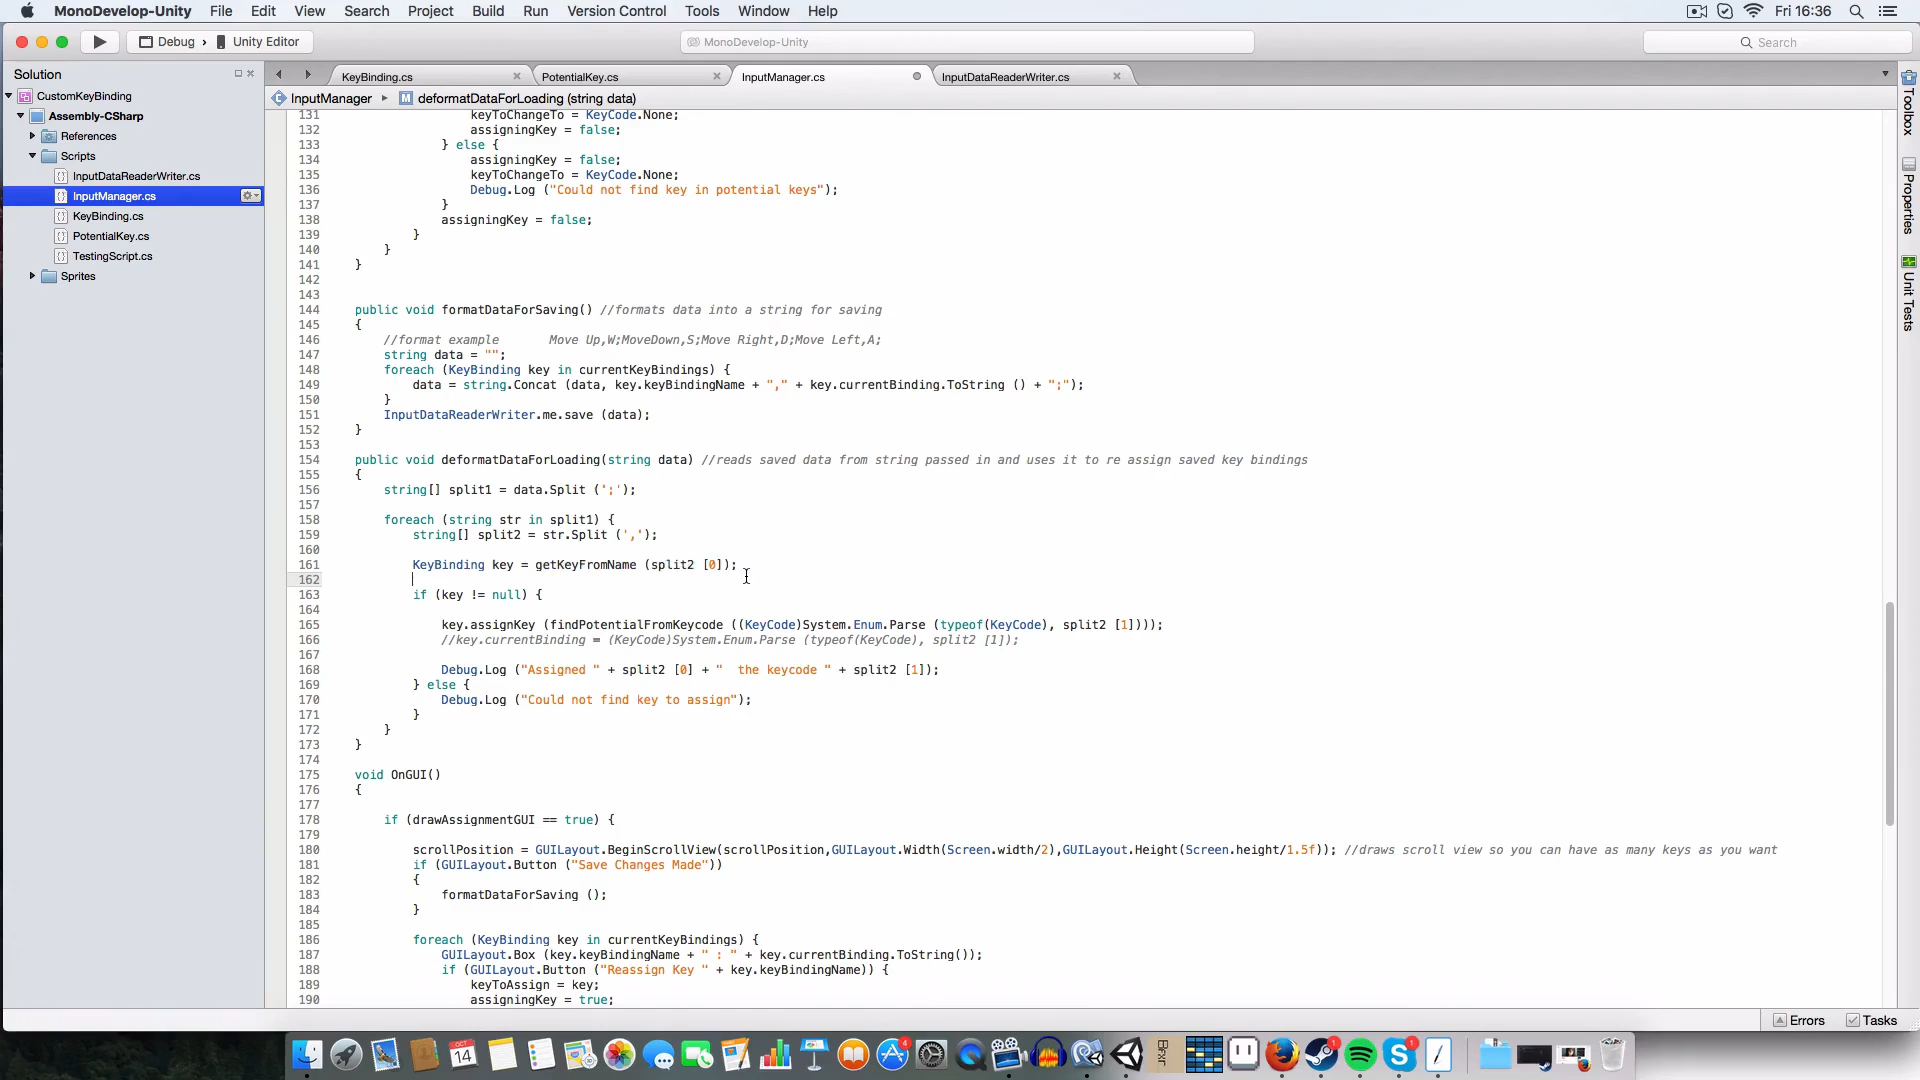 MonoDevelop-Unity File Edit View Search Project Build Run Version Control Tools Window Help Fri 16:36
Debug › Unity Editor MonoDevelop-Unity Search
Solution
CustomKeyBinding
Assembly-CSharp
References
Scripts
InputDataReaderWriter.cs
InputManager.cs
KeyBinding.cs
PotentialKey.cs
TestingScript.cs
Sprites
KeyBinding.cs PotentialKey.cs InputManager.cs InputDataReaderWriter.cs
InputManager deformatDataForLoading (string data)
131 keyToChangeTo = KeyCode.None;
132 assigningKey = false;
133 } else {
134 assigningKey = false;
135 keyToChangeTo = KeyCode.None;
136 Debug.Log ("Could not find key in potential keys");
137 }
138 assigningKey = false;
139 }
140 }
141 }
142
143
144 public void formatDataForSaving() //formats data into a string for saving
145 {
146 //format example Move Up,W;MoveDown,S;Move Right,D;Move Left,A;
147 string data = "";
148 foreach (KeyBinding key in currentKeyBindings) {
149 data = string.Concat (data, key.keyBindingName + "," + key.currentBinding.ToString () + ";");
150 }
151 InputDataReaderWriter.me.save (data);
152 }
153
154 public void deformatDataForLoading(string data) //reads saved data from string passed in and uses it to re assign saved key bindings
155 {
156 string[] split1 = data.Split (';');
157
158 foreach (string str in split1) {
159 string[] split2 = str.Split (',');
160
161 KeyBinding key = getKeyFromName (split2 [0]);
162
163 if (key != null) {
164
165 key.assignKey (findPotentialFromKeycode ((KeyCode)System.Enum.Parse (typeof(KeyCode), split2 [1])));
166 //key.currentBinding = (KeyCode)System.Enum.Parse (typeof(KeyCode), split2 [1]);
167
168 Debug.Log ("Assigned " + split2 [0] + "  the keycode " + split2 [1]);
169 } else {
170 Debug.Log ("Could not find key to assign");
171 }
172 }
173 }
174
175 void OnGUI()
176 {
177
178 if (drawAssignmentGUI == true) {
179
180 scrollPosition = GUILayout.BeginScrollView(scrollPosition,GUILayout.Width(Screen.width/2),GUILayout.Height(Screen.height/1.5f)); //draws scroll view so you can have as many keys as you want
181 if (GUILayout.Button ("Save Changes Made"))
182 {
183 formatDataForSaving ();
184 }
185
186 foreach (KeyBinding key in currentKeyBindings) {
187 GUILayout.Box (key.keyBindingName + " : " + key.currentBinding.ToString());
188 if (GUILayout.Button ("Reassign Key " + key.keyBindingName)) {
189 keyToAssign = key;
190 assigningKey = true;
Toolbox
Properties
Unit Tests
Errors Tasks
OCT
14
4
1
1